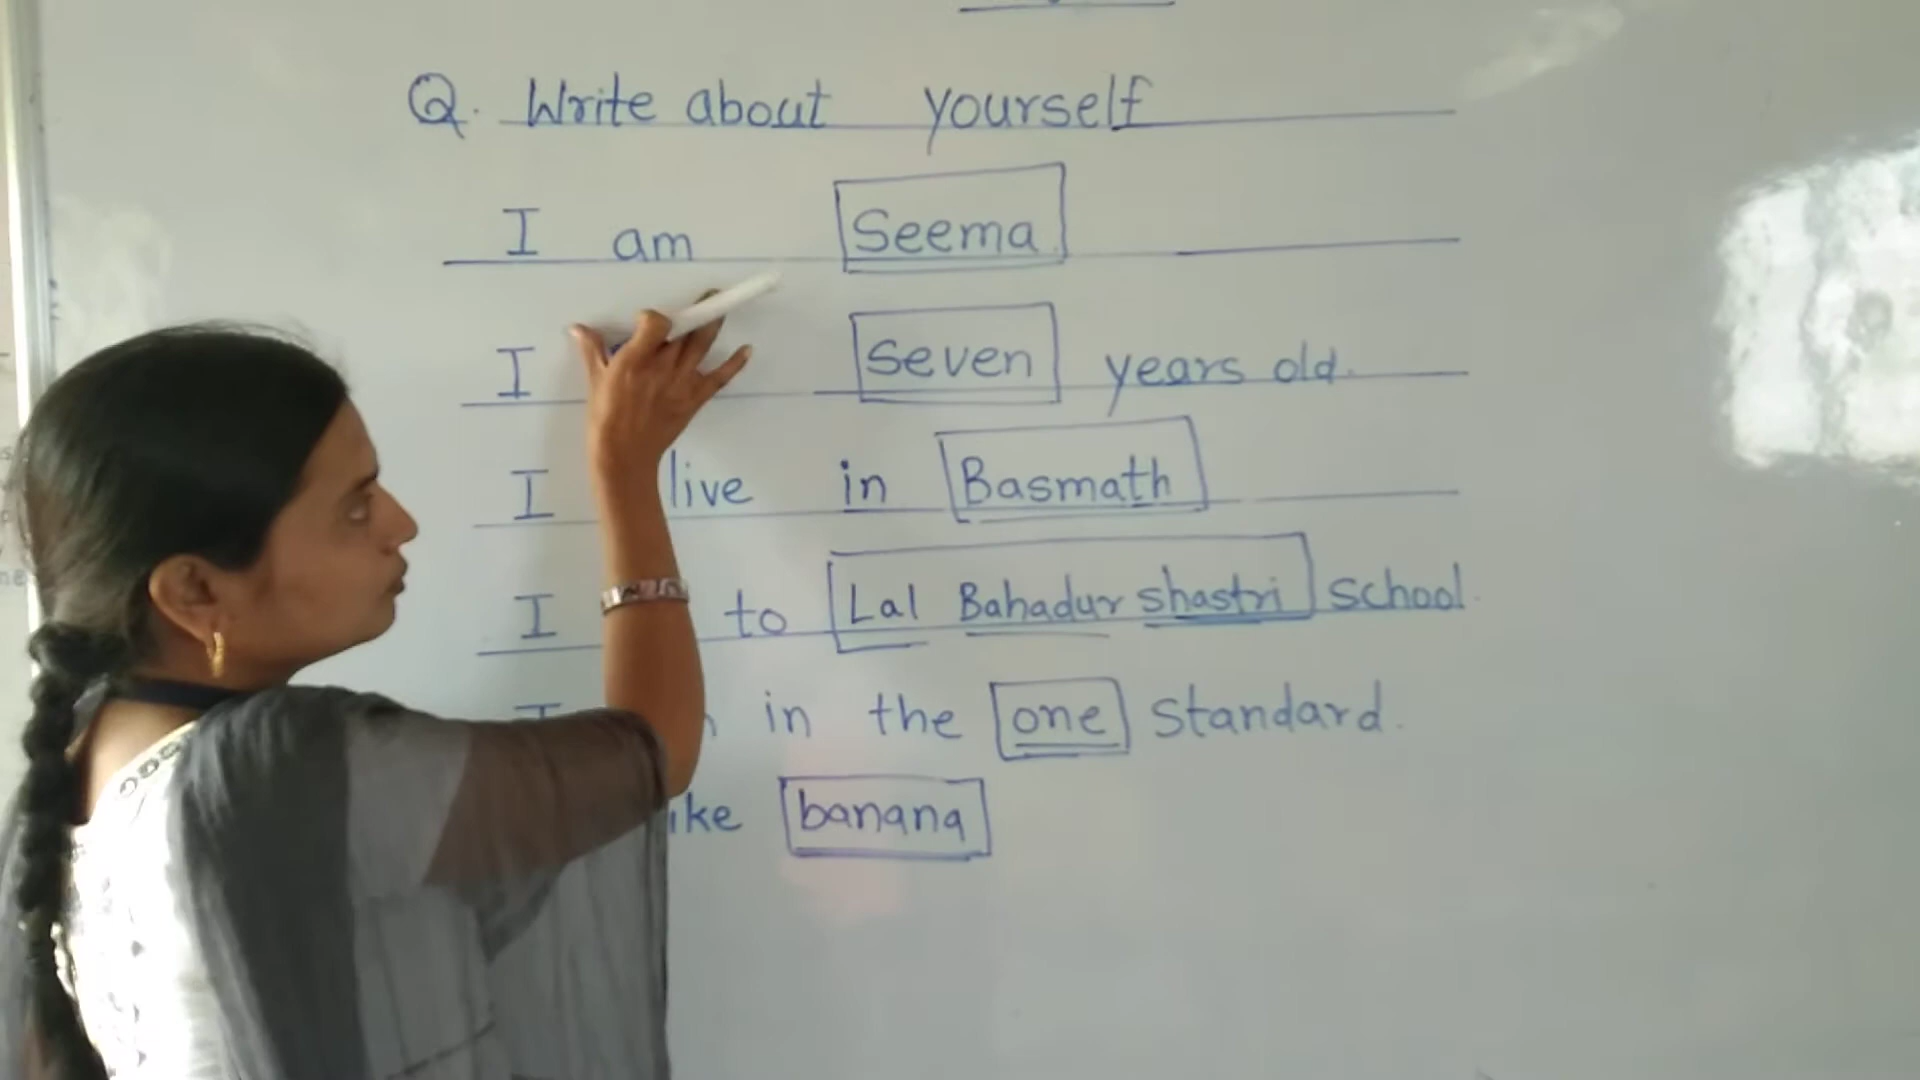 Q. Write about yourself
I am Seema
I seven years old.
I live in Basmath
I to Lal Bahadur shastri school.
I in the one standard.
banana